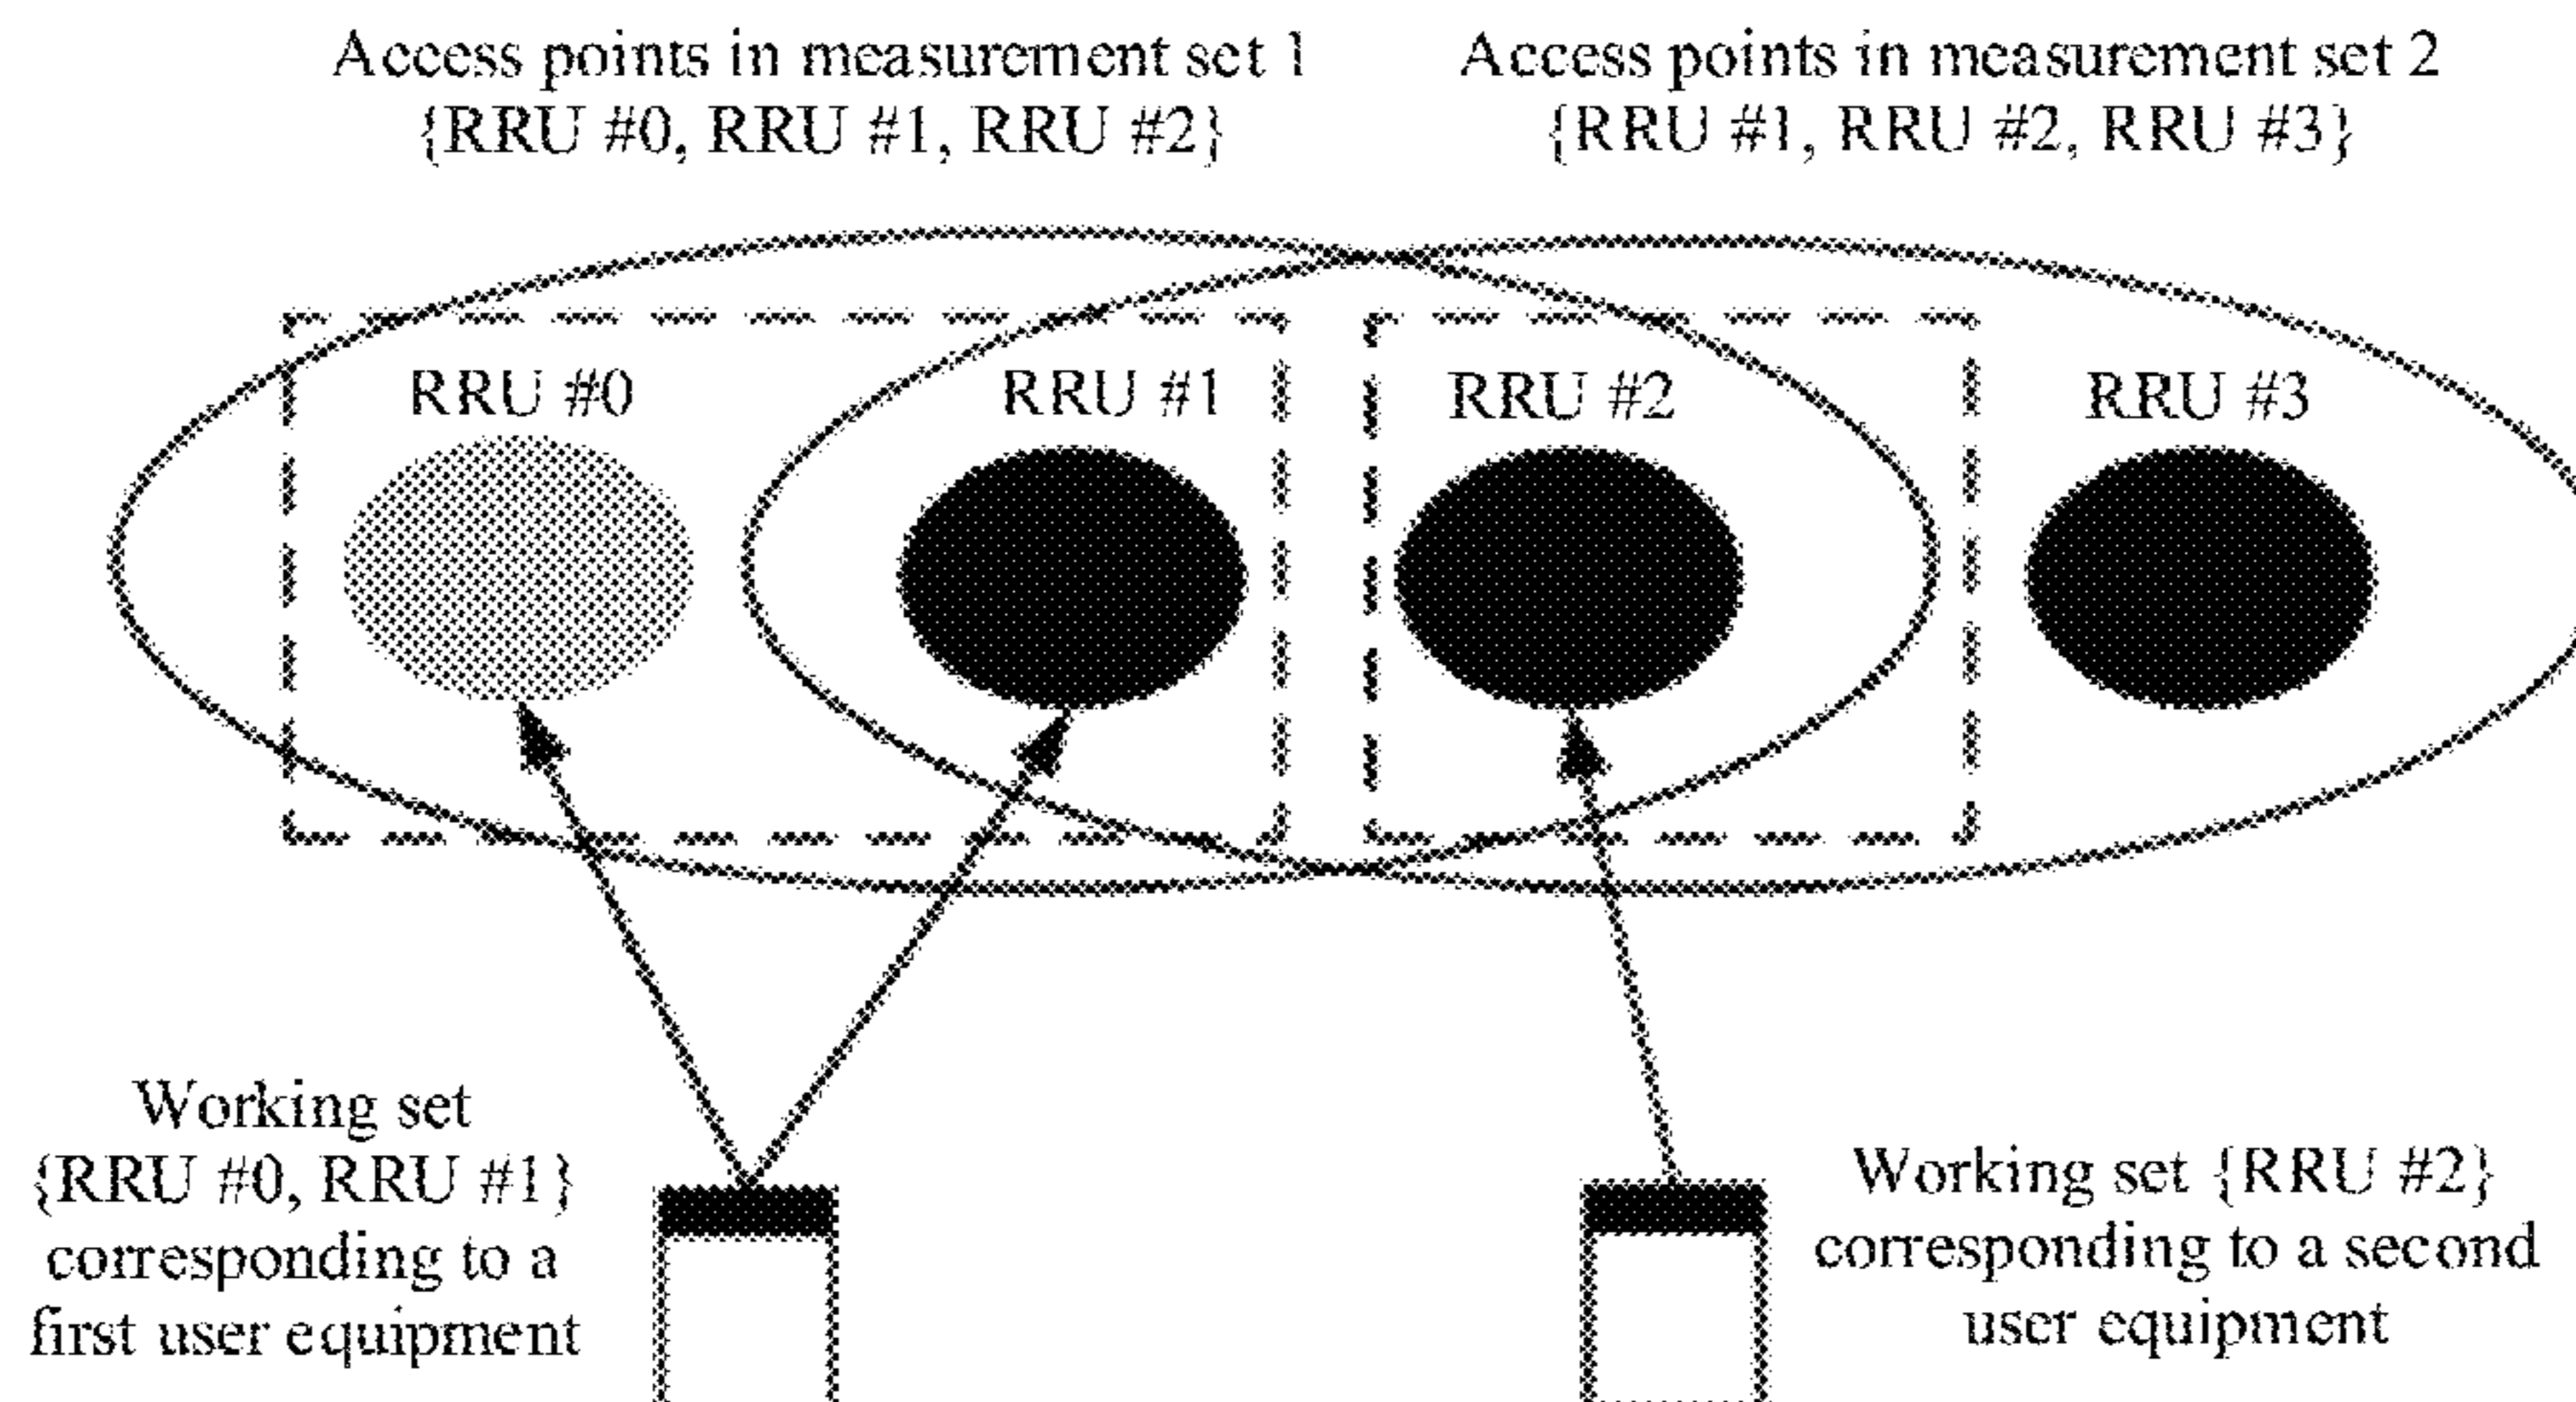 Access points in measurement set 1
{RRU #0, RRU #1, RRU #2}
Access points in measurement set 2
{RRU #1, RRU #2, RRU #3}
RRU #0
RRU #1
RRU #2
RRU #3
Working set
{RRU #0, RRU #1}
corresponding to a
first user equipment
Working set {RRU #2}
corresponding to a second
user equipment